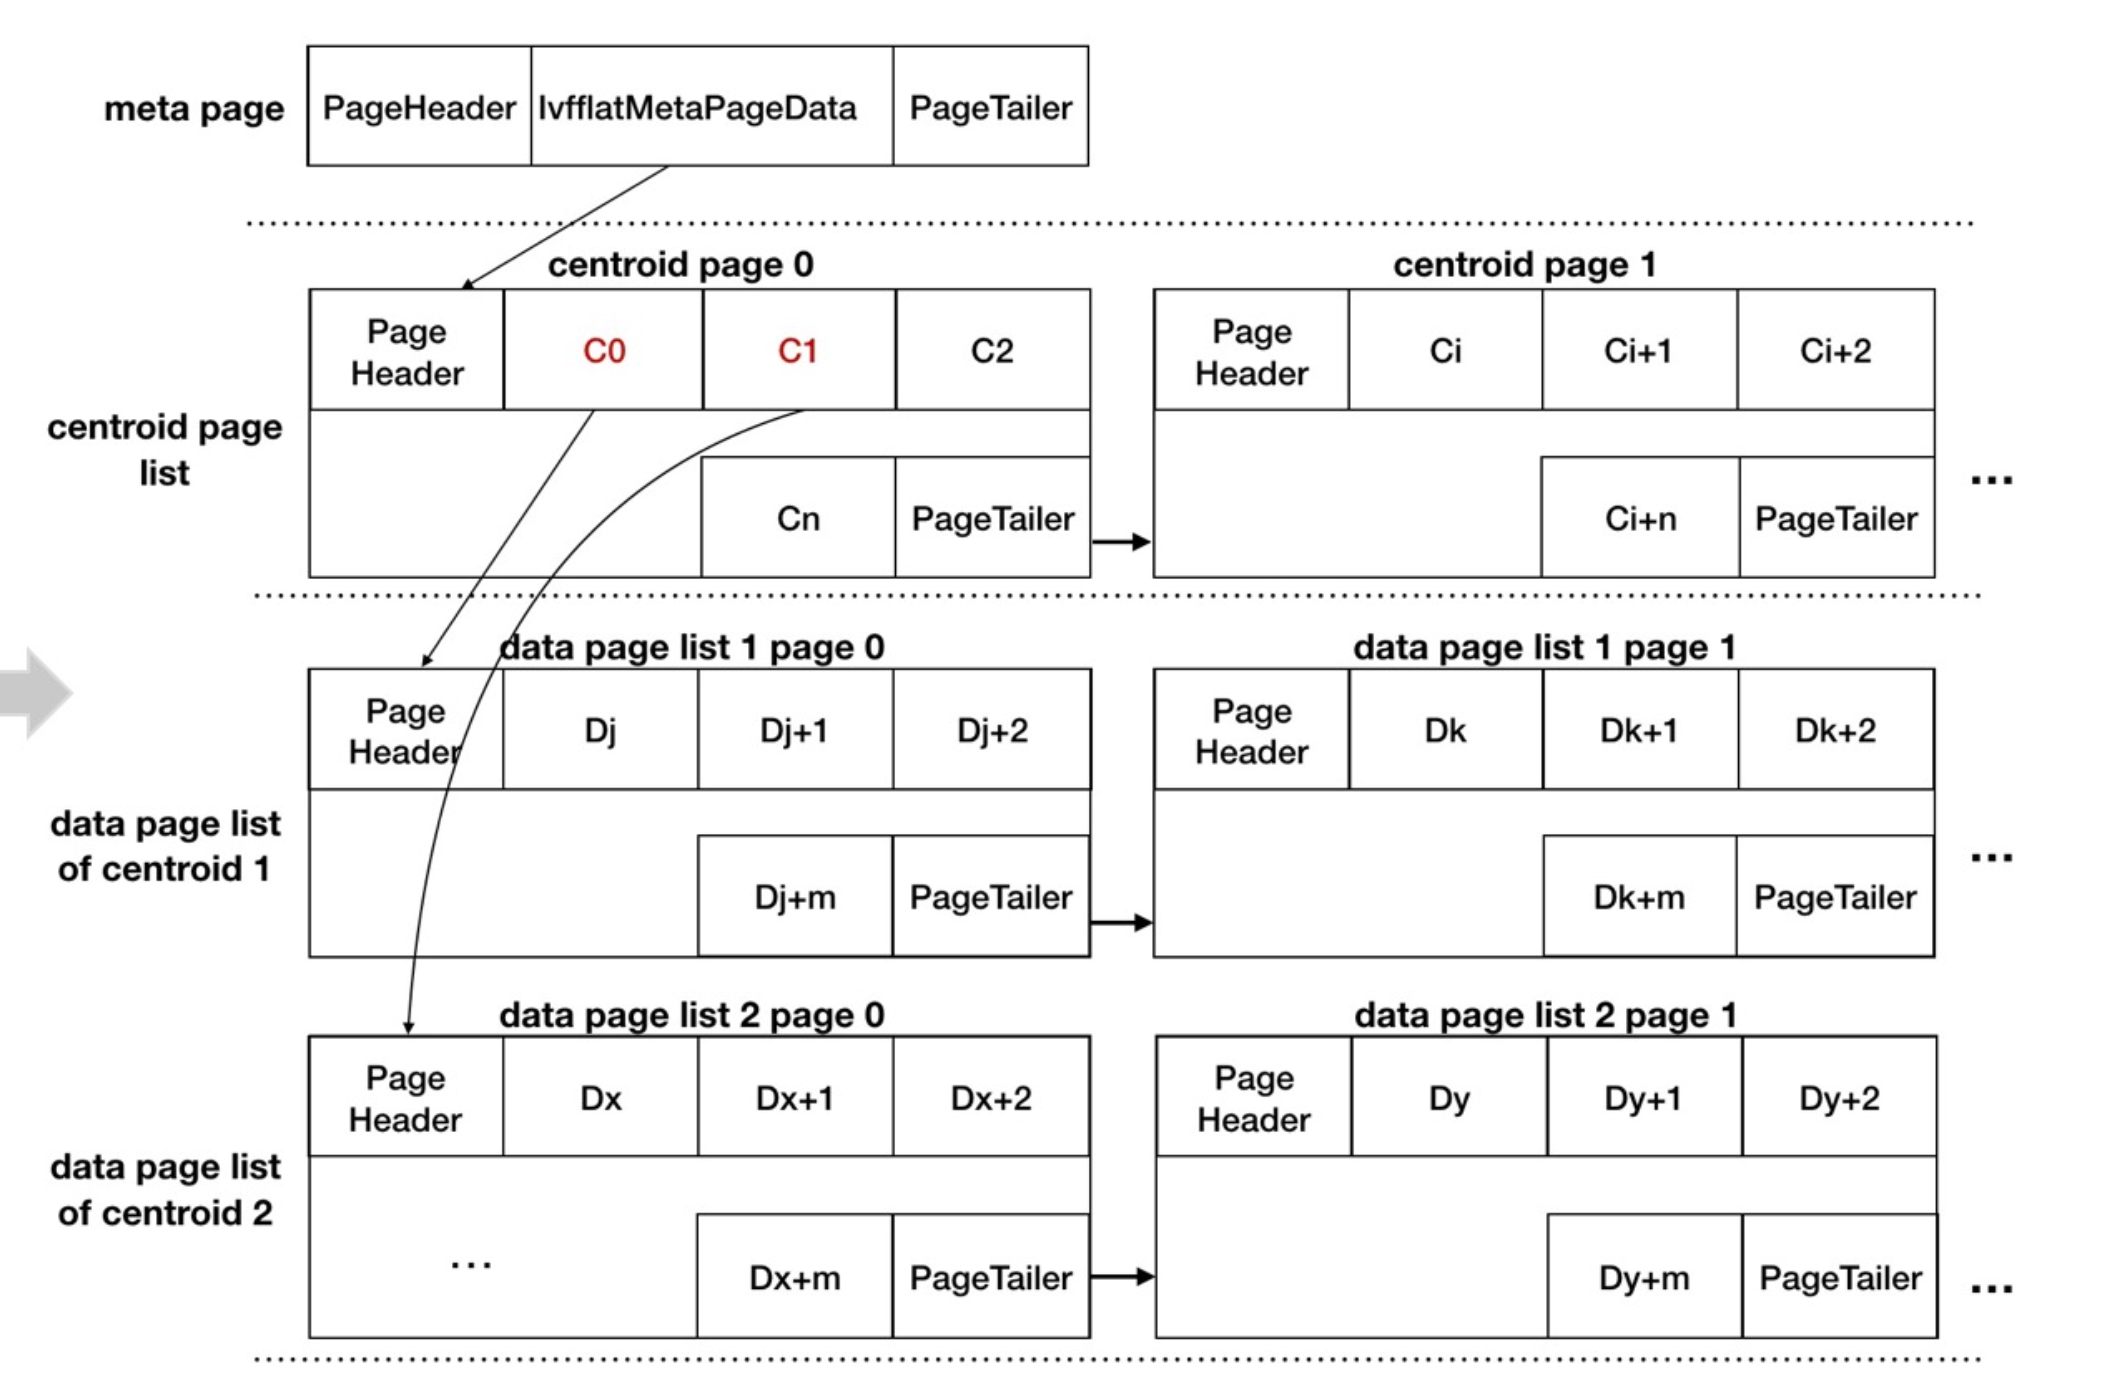 meta page
PageHeader IvfflatMetaPageData PageTailer
centroid page 0
centroid page 1
centroid page
list
Page
Header
C0
C1
C2
Cn
PageTailer
Page
Header
Ci
Ci+1
Ci+2
Ci+n
PageTailer
...
data page list 1 page 0
data page list 1 page 1
data page list
of centroid 1
Page
Header
Dj
Dj+1
Dj+2
Dj+m
PageTailer
Page
Header
Dk
Dk+1
Dk+2
Dk+m
PageTailer
...
data page list 2 page 0
data page list 2 page 1
data page list
of centroid 2
Page
Header
Dx
Dx+1
Dx+2
...
Dx+m
PageTailer
Page
Header
Dy
Dy+1
Dy+2
Dy+m
PageTailer
...